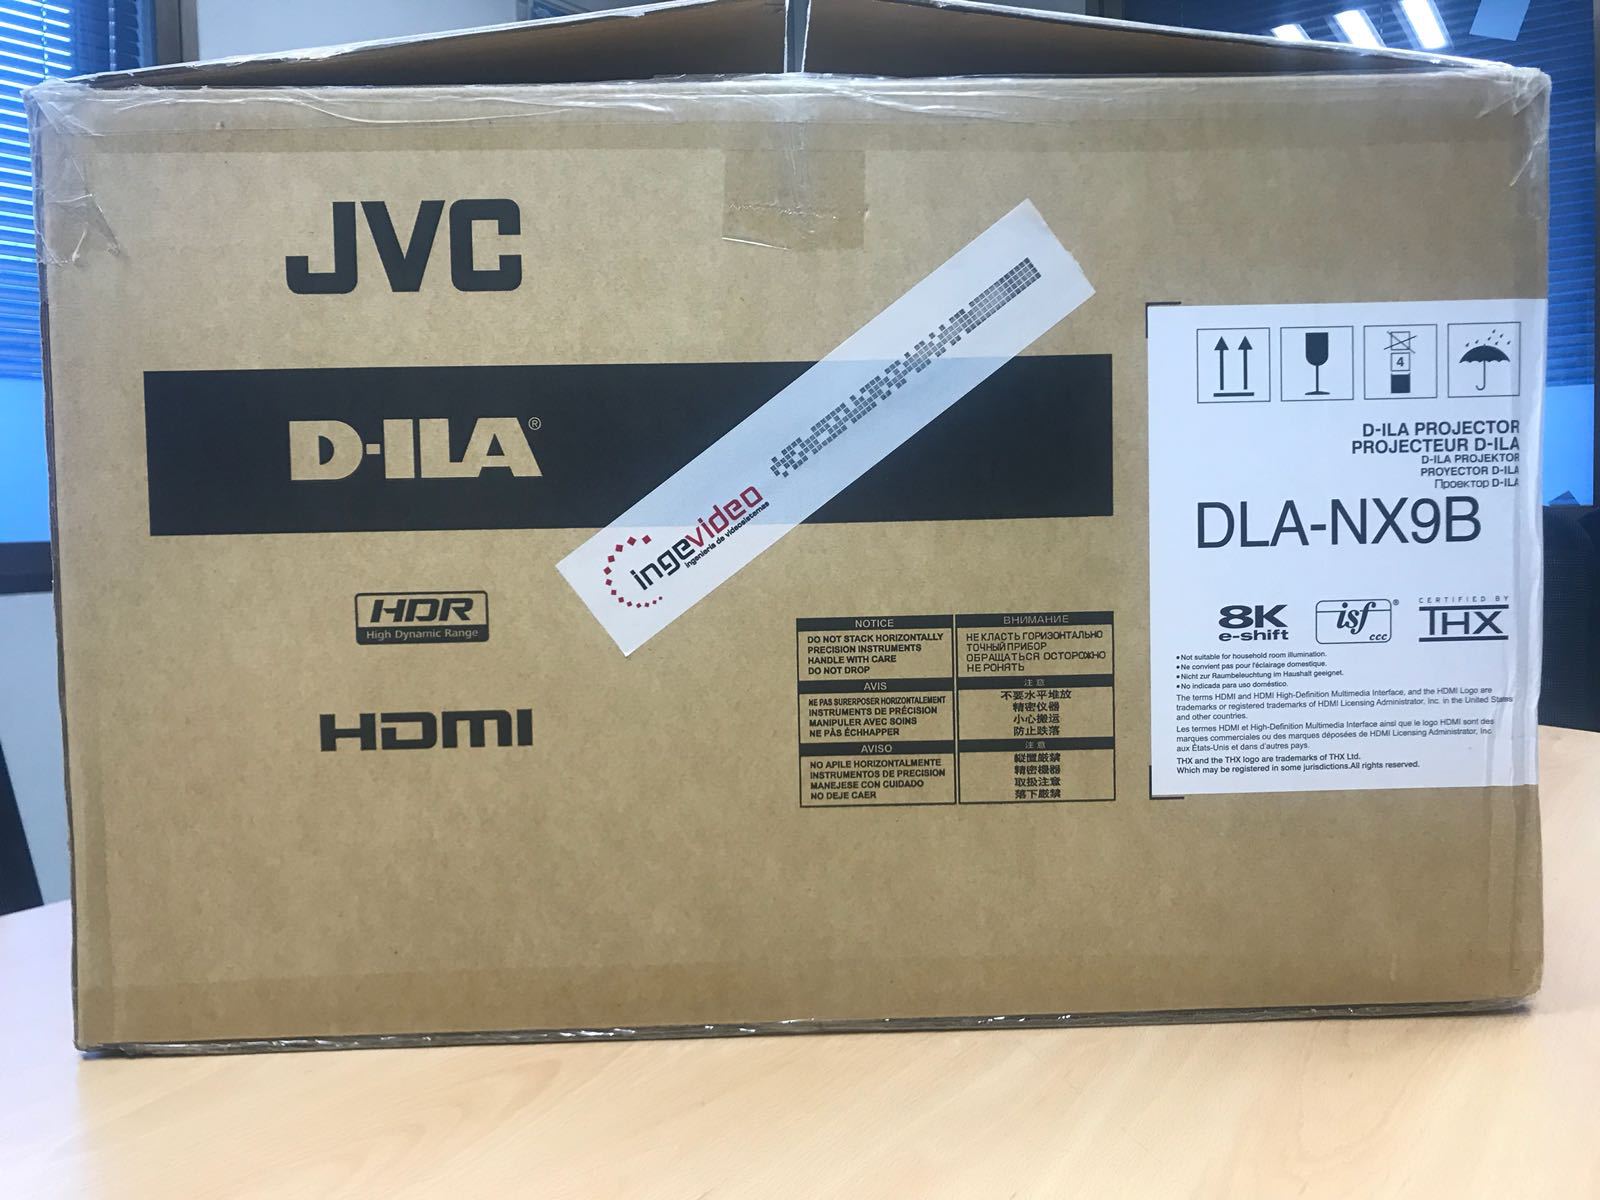 JVC
D-ILA®
HDR
High Dynamic Range
HDMI
ingevideo
ingeniería de videosistemas
NOTICE
DO NOT STACK HORIZONTALLY
PRECISION INSTRUMENTS
HANDLE WITH CARE
DO NOT DROP
AVIS
NE PAS SURERPOSER HORIZONTALEMENT
INSTRUMENTS DE PRÉCISION
MANIPULER AVEC SOINS
NE PÀS ÉCHHAPPER
AVISO
NO APILE HORIZONTALMENTE
INSTRUMENTOS DE PRECISION
MANEJESE CON CUIDADO
NO DEJE CAER
ВНИМАНИЕ
НЕ КЛАСТЬ ГОРИЗОНТАЛЬНО
ТОЧНЫЙ ПРИБОР
ОБРАЩАТЬСЯ ОСТОРОЖНО
НЕ РОНЯТЬ
注意
不要水平堆放
精密仪器
小心搬运
防止跌落
注意
縦置厳禁
精密機器
取扱注意
落下厳禁
4
D-ILA PROJECTOR
PROJECTEUR D-ILA
D-ILA PROJEKTOR
PROYECTOR D-ILA
Проектор D-ILA
DLA-NX9B
8K
e-shift
isf®
ccc
CERTIFIED BY
THX
• Not suitable for household room illumination.
• Ne convient pas pour l'éclairage domestique.
• Nicht zur Raumbeleuchtung im Haushalt geeignet.
• No indicada para uso doméstico.
The terms HDMI and HDMI High-Definition Multimedia Interface, and the HDMI Logo are
trademarks or registered trademarks of HDMI Licensing Administrator, Inc. in the United States
and other countries.
Les termes HDMI et High-Definition Multimedia Interface ainsi que le logo HDMI sont des
marques commerciales ou des marques déposées de HDMI Licensing Administrator, Inc
aux États-Unis et dans d'autres pays.
THX and the THX logo are trademarks of THX Ltd.
Which may be registered in some jurisdictions.All rights reserved.